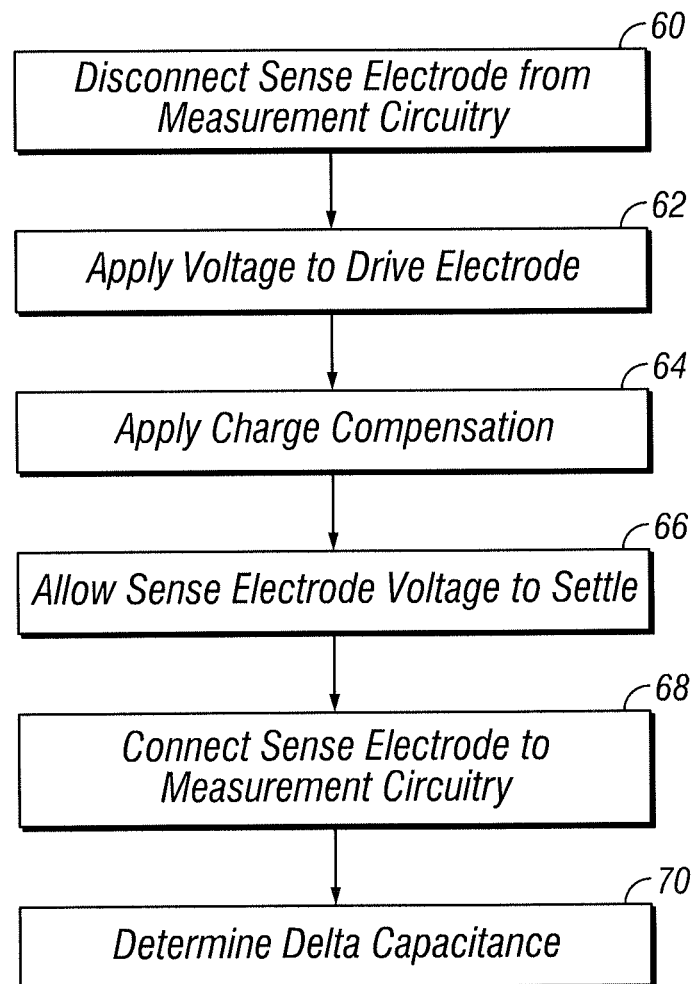 60
Disconnect Sense Electrode from
Measurement Circuitry
62
Apply Voltage to Drive Electrode
64
Apply Charge Compensation
66
Allow Sense Electrode Voltage to Settle
68
Connect Sense Electrode to
Measurement Circuitry
70
Determine Delta Capacitance